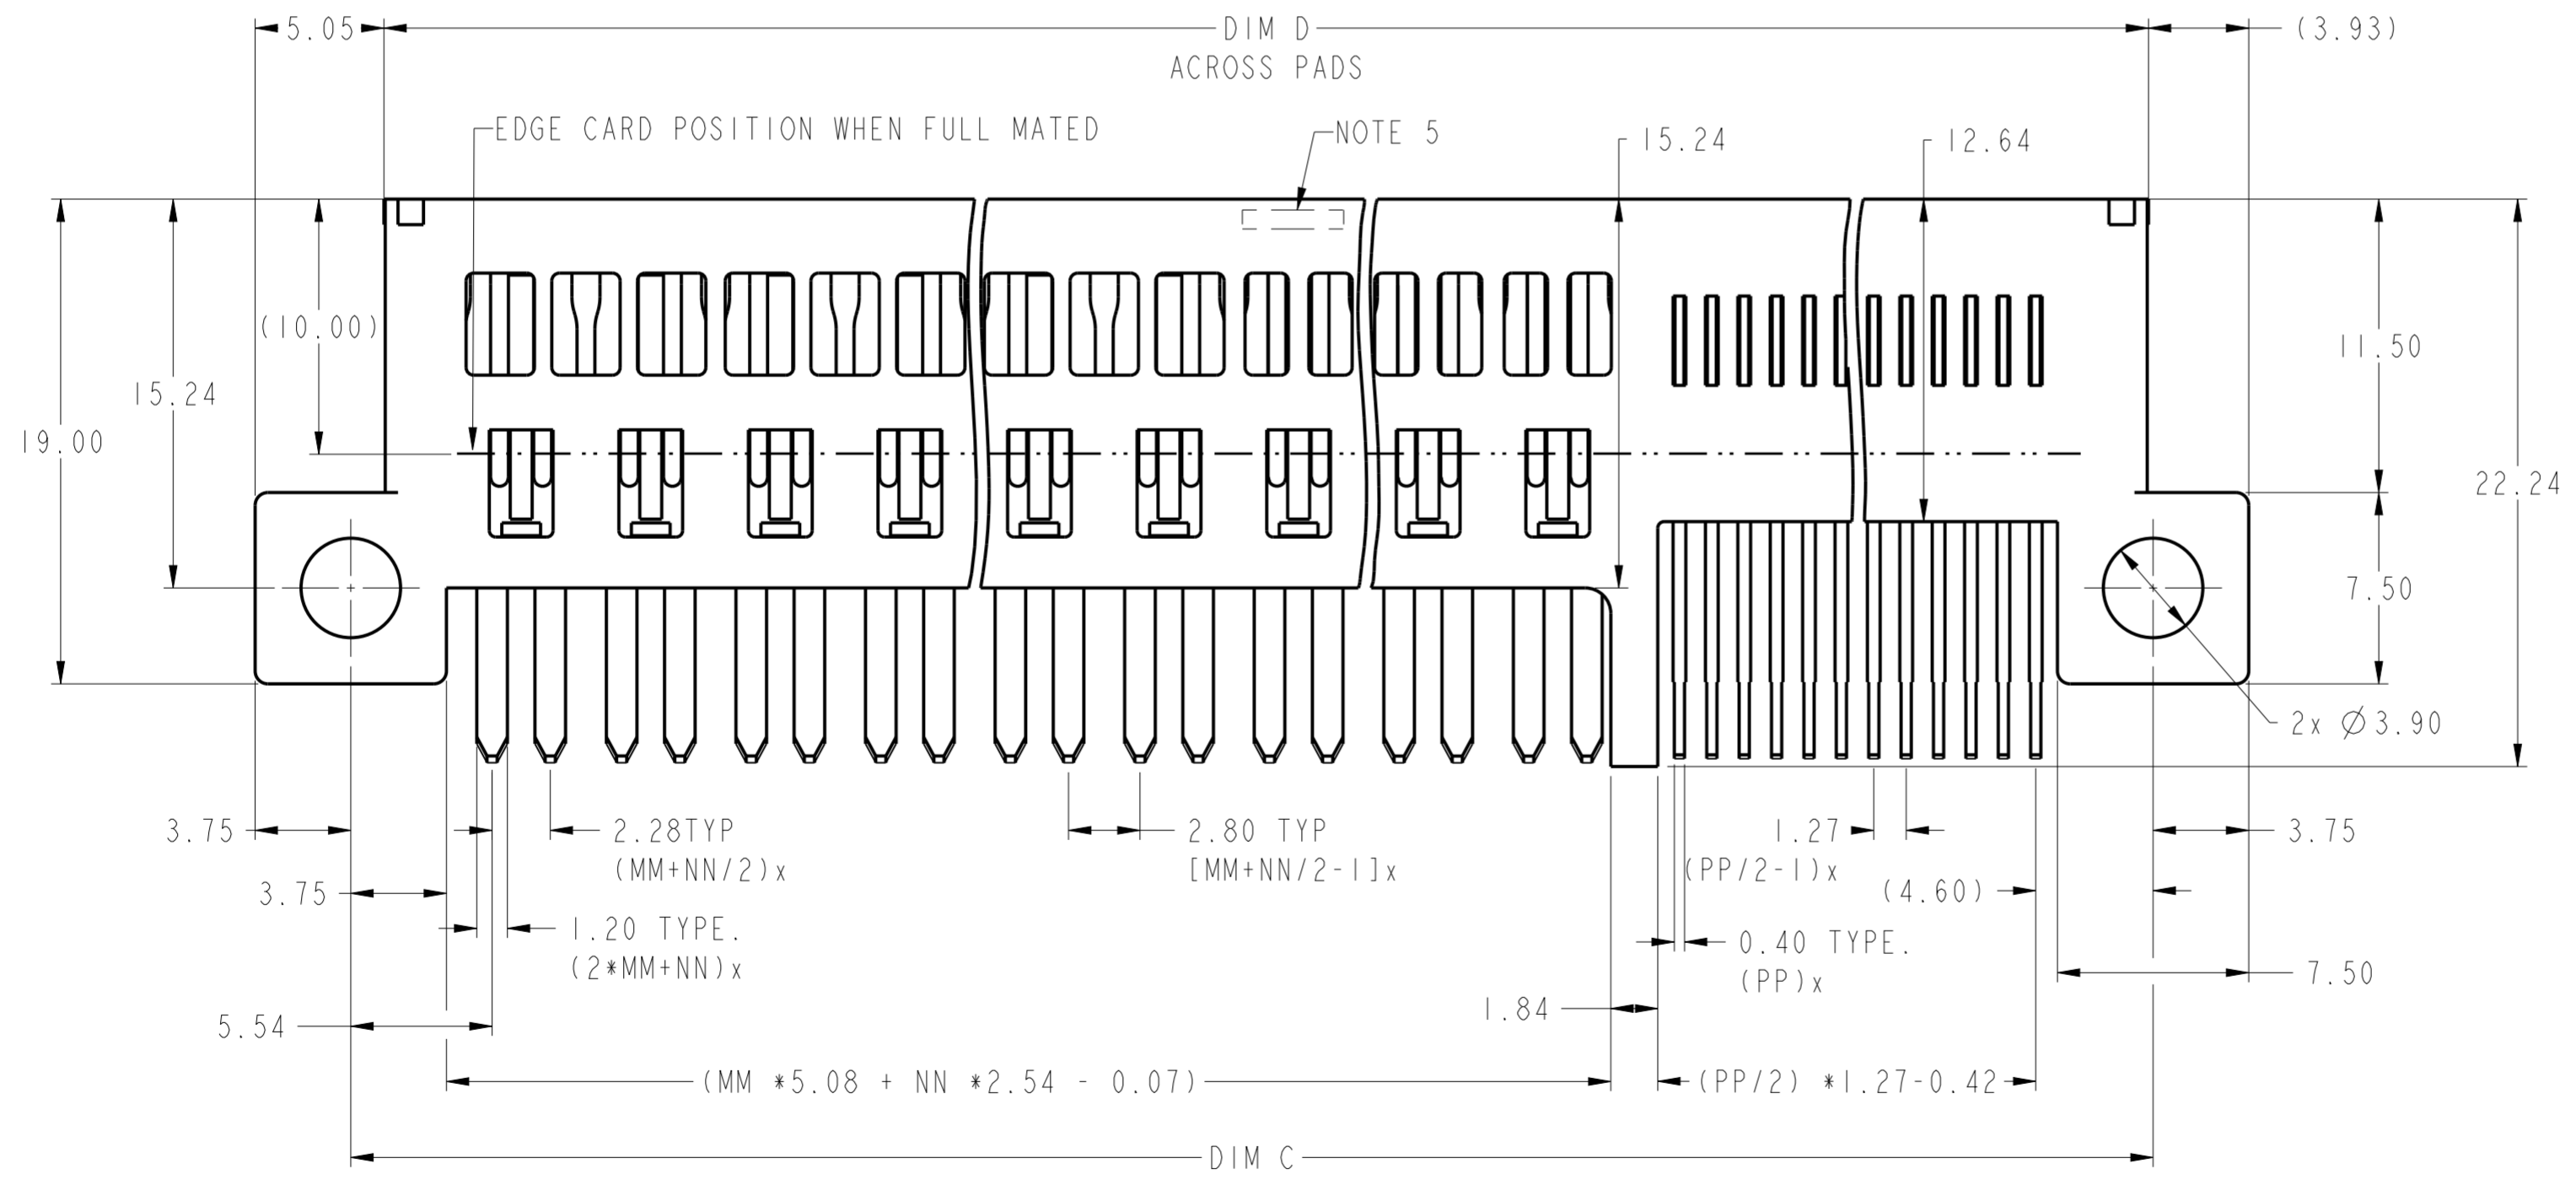 5.05
DIM D
ACROSS PADS
(3.93)
EDGE CARD POSITION WHEN FULL MATED
NOTE 5
15.24
12.64
(10.00)
15.24
19.00
11.50
22.24
7.50
2x Ø3.90
3.75
2.28TYP
(MM+NN/2)x
2.80 TYP
[MM+NN/2-1]x
1.27
(PP/2-1)x
3.75
3.75
(4.60)
1.20 TYPE.
(2*MM+NN)x
0.40 TYPE.
(PP)x
7.50
5.54
1.84
(MM *5.08 + NN *2.54 - 0.07)
(PP/2) *1.27-0.42
DIM C